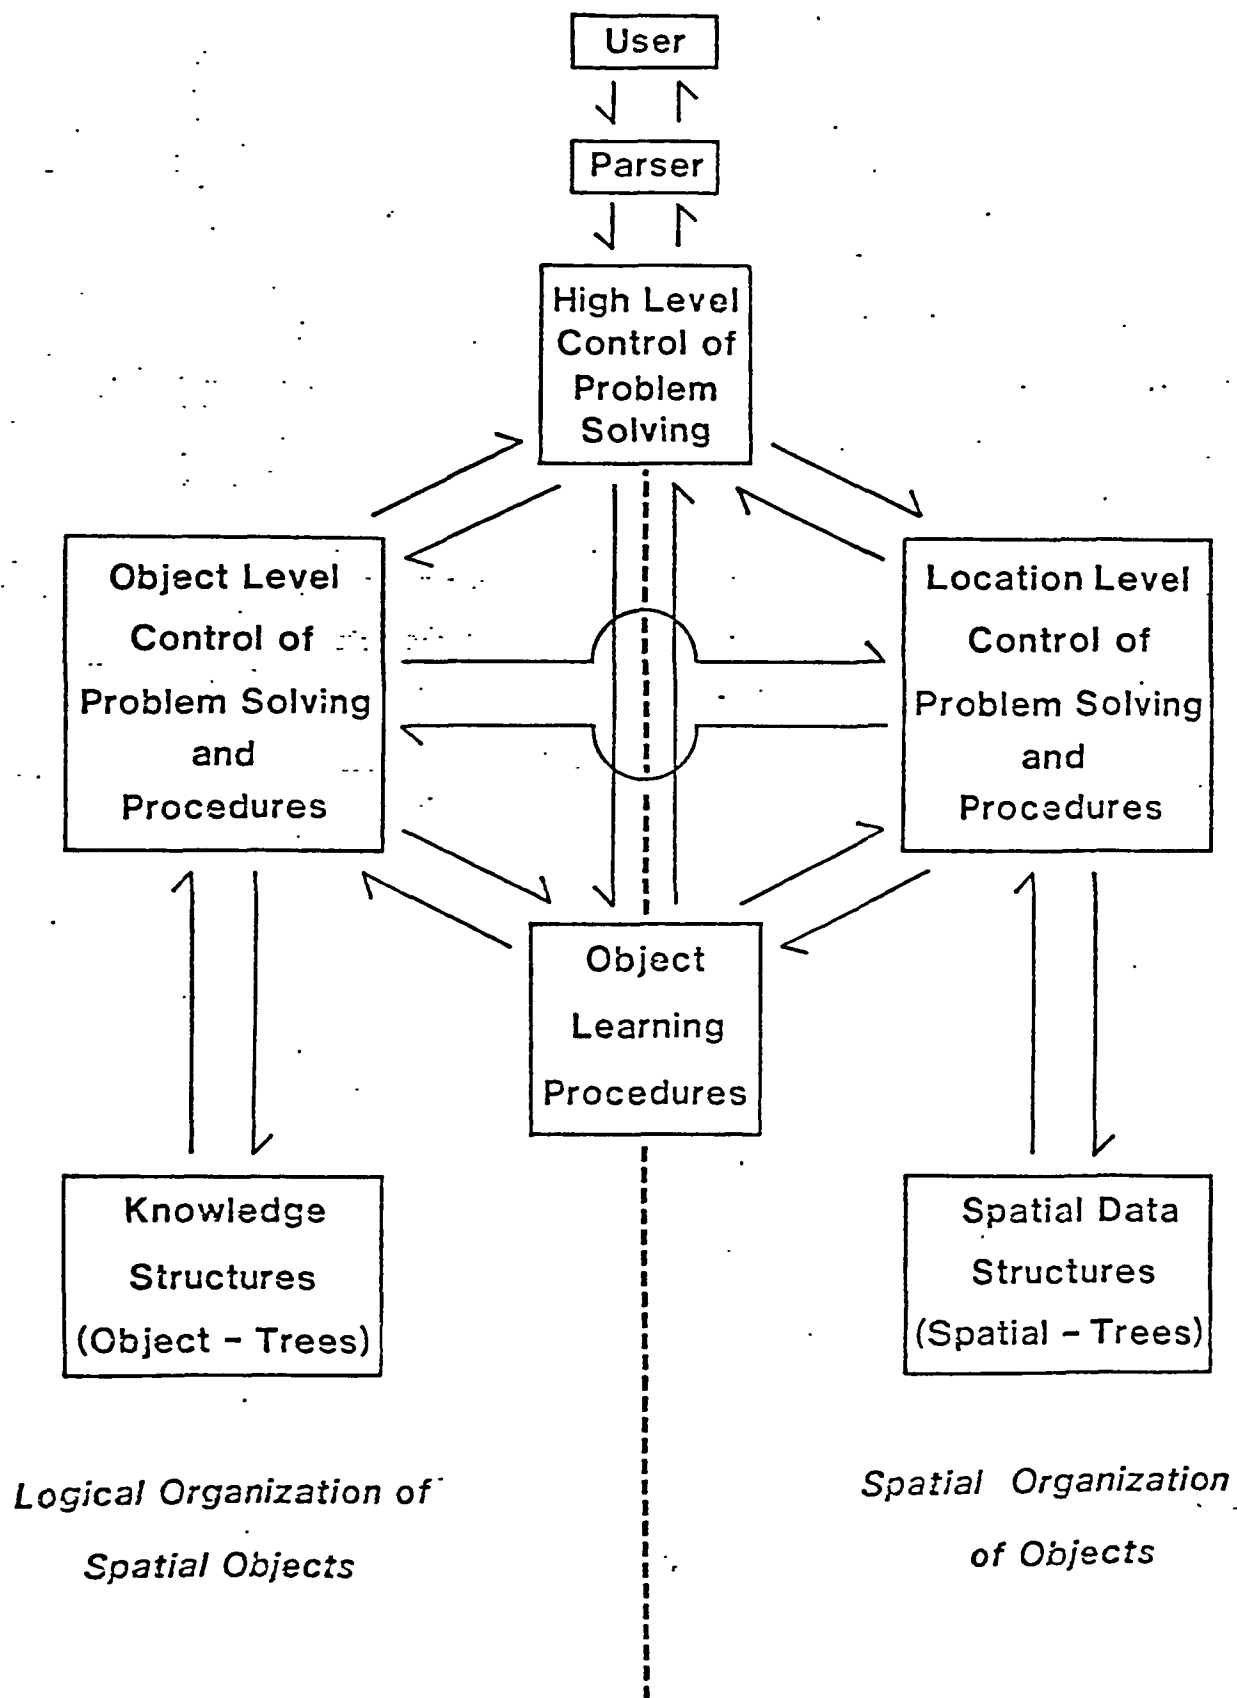 User
Parser
High Level
Control of
Problem
Solving
Object Level
Control of
Problem Solving
and
Procedures
Location Level
Control of
Problem Solving
and
Procedures
Object
Learning
Procedures
Knowledge
Structures
(Object - Trees)
Spatial Data
Structures
(Spatial - Trees)
Logical Organization of
Spatial Objects
Spatial Organization
of Objects